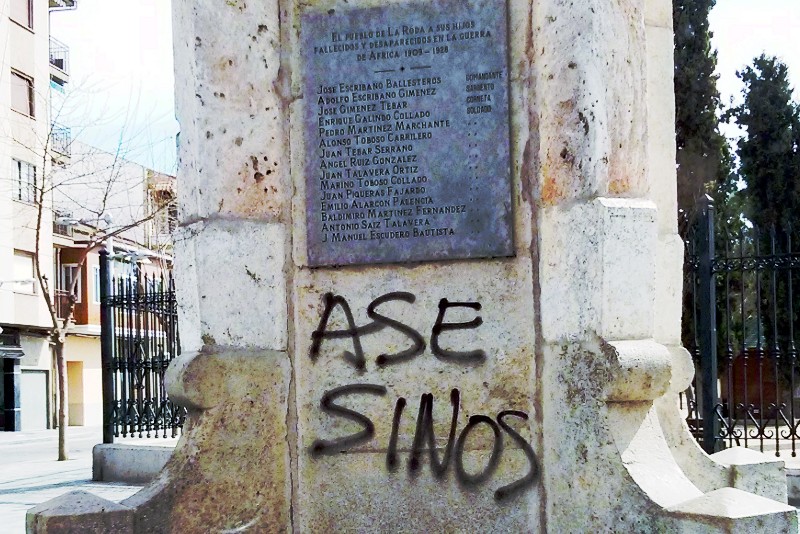 EL PUEBLO DE LA RODA A SUS HIJOS
FALLECIDOS Y DESAPARECIDOS EN LA GUERRA
DE AFRICA 1909-1928
JOSE ESCRIBANO BALLESTEROS COMANDANTE
ADOLFO ESCRIBANO GIMENEZ SARGENTO
JOSE GIMENEZ TEBAR CORNETA
ENRIQUE GALINDO COLLADO SOLDADO
PEDRO MARTINEZ MARCHANTE
ALONSO TOBOSO CARRILERO
JUAN TEBAR SERRANO
ANGEL RUIZ GONZALEZ
JUAN TALAVERA ORTIZ
MARINO TOBOSO COLLADO
JUAN PIQUERAS FAJARDO
EMILIO ALARCON PALENCIA
BALDIMIRO MARTINEZ FERNANDEZ
ANTONIO SAIZ TALAVERA
J. MANUEL ESCUDERO BAUTISTA
ASE
SINOS